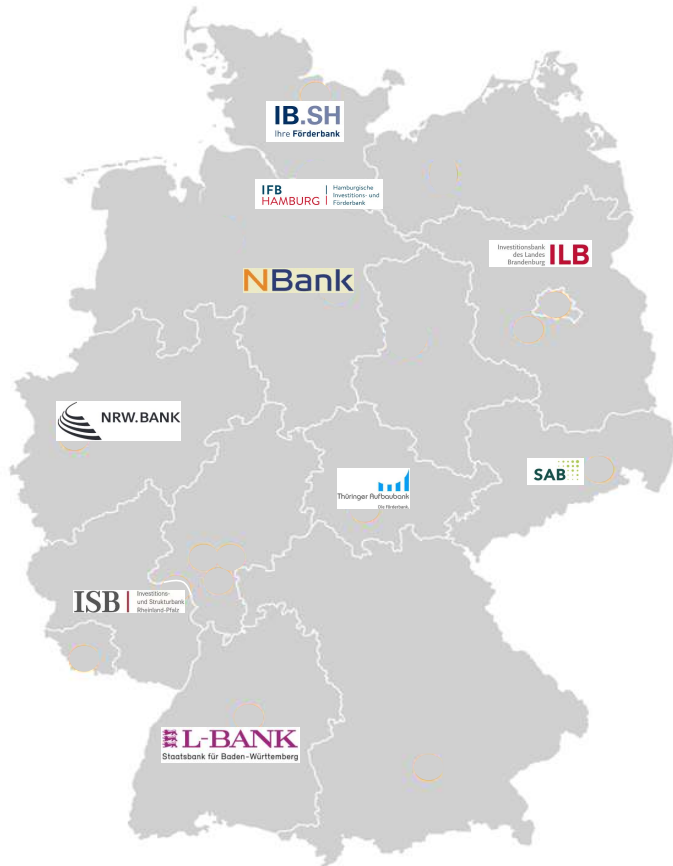 IB.SH
Ihre Förderbank
IFB
HAMBURG
Hamburgische
Investitions- und
Förderbank
Investitionsbank
des Landes
Brandenburg
ILB
NBank
NRW.BANK
SAB
Thüringer Aufbaubank
Die Förderbank.
ISB
Investitions-
und Strukturbank
Rheinland-Pfalz
L-BANK
Staatsbank für Baden-Württemberg